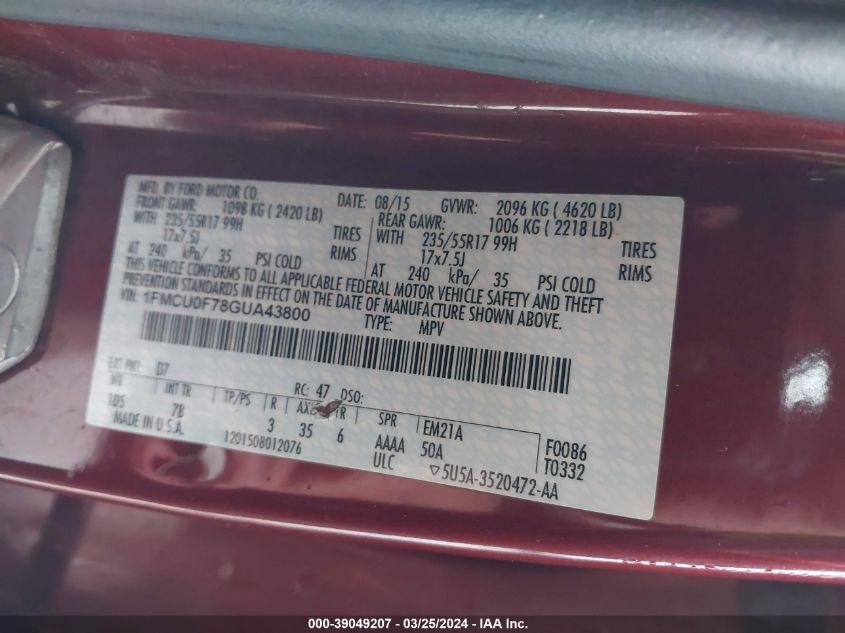 MFD. BY FORD MOTOR CO. DATE: 08/15 GVWR: 2096 KG ( 4620 LB)
FRONT GAWR: 1098 KG ( 2420 LB) REAR GAWR: 1006 KG ( 2218 LB)
WITH 235/55R17 99H TIRES WITH 235/55R17 99H TIRES
17x7.5J RIMS 17x7.5J RIMS
AT 240 kPa/ 35 PSI COLD AT 240 kPa/ 35 PSI COLD
THIS VEHICLE CONFORMS TO ALL APPLICABLE FEDERAL MOTOR VEHICLE SAFETY AND THEFT
PREVENTION STANDARDS IN EFFECT ON THE DATE OF MANUFACTURE SHOWN ABOVE.
VIN: 1FMCU0F78GUA43800
TYPE: MPV
EXT PNT: D7 RC: 47 DSO:
WB INT TR TP/PS R AXLE TR SPR EM21A F0086
105 7B 3 35 6 AAAA 50A T0332
MADE IN U.S.A. 1201508012076 ULC ▽5U5A-3520472-AA
000-39049207 - 03/25/2024 - IAA Inc.